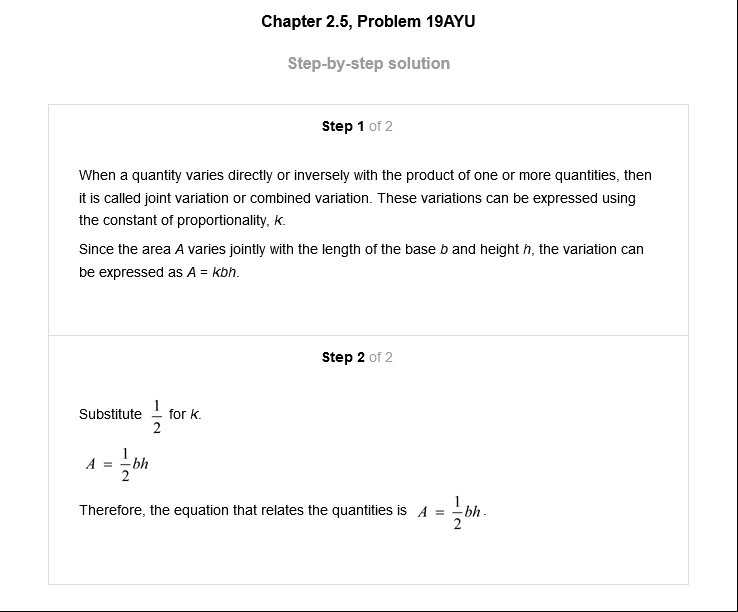 Chapter 2.5, Problem 19AYU
Step-by-step solution
Step 1 of 2
When a quantity varies directly or inversely with the product of one or more quantities, then
it is called joint variation or combined variation. These variations can be expressed using
the constant of proportionality, k.
Since the area A varies jointly with the length of the base b and height h, the variation can
be expressed as A = kbh.
Step 2 of 2
Substitute 1/2 for k.
A = 1/2 bh
Therefore, the equation that relates the quantities is A = 1/2 bh.